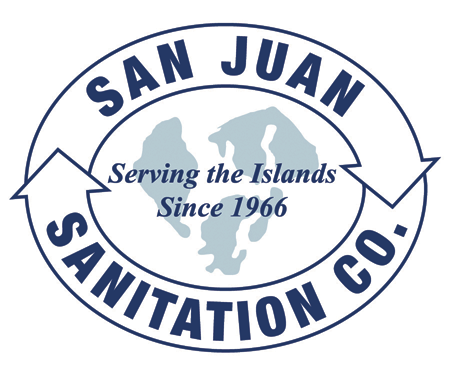 SAN JUAN
Serving the Islands
Since 1966
SANITATION CO.